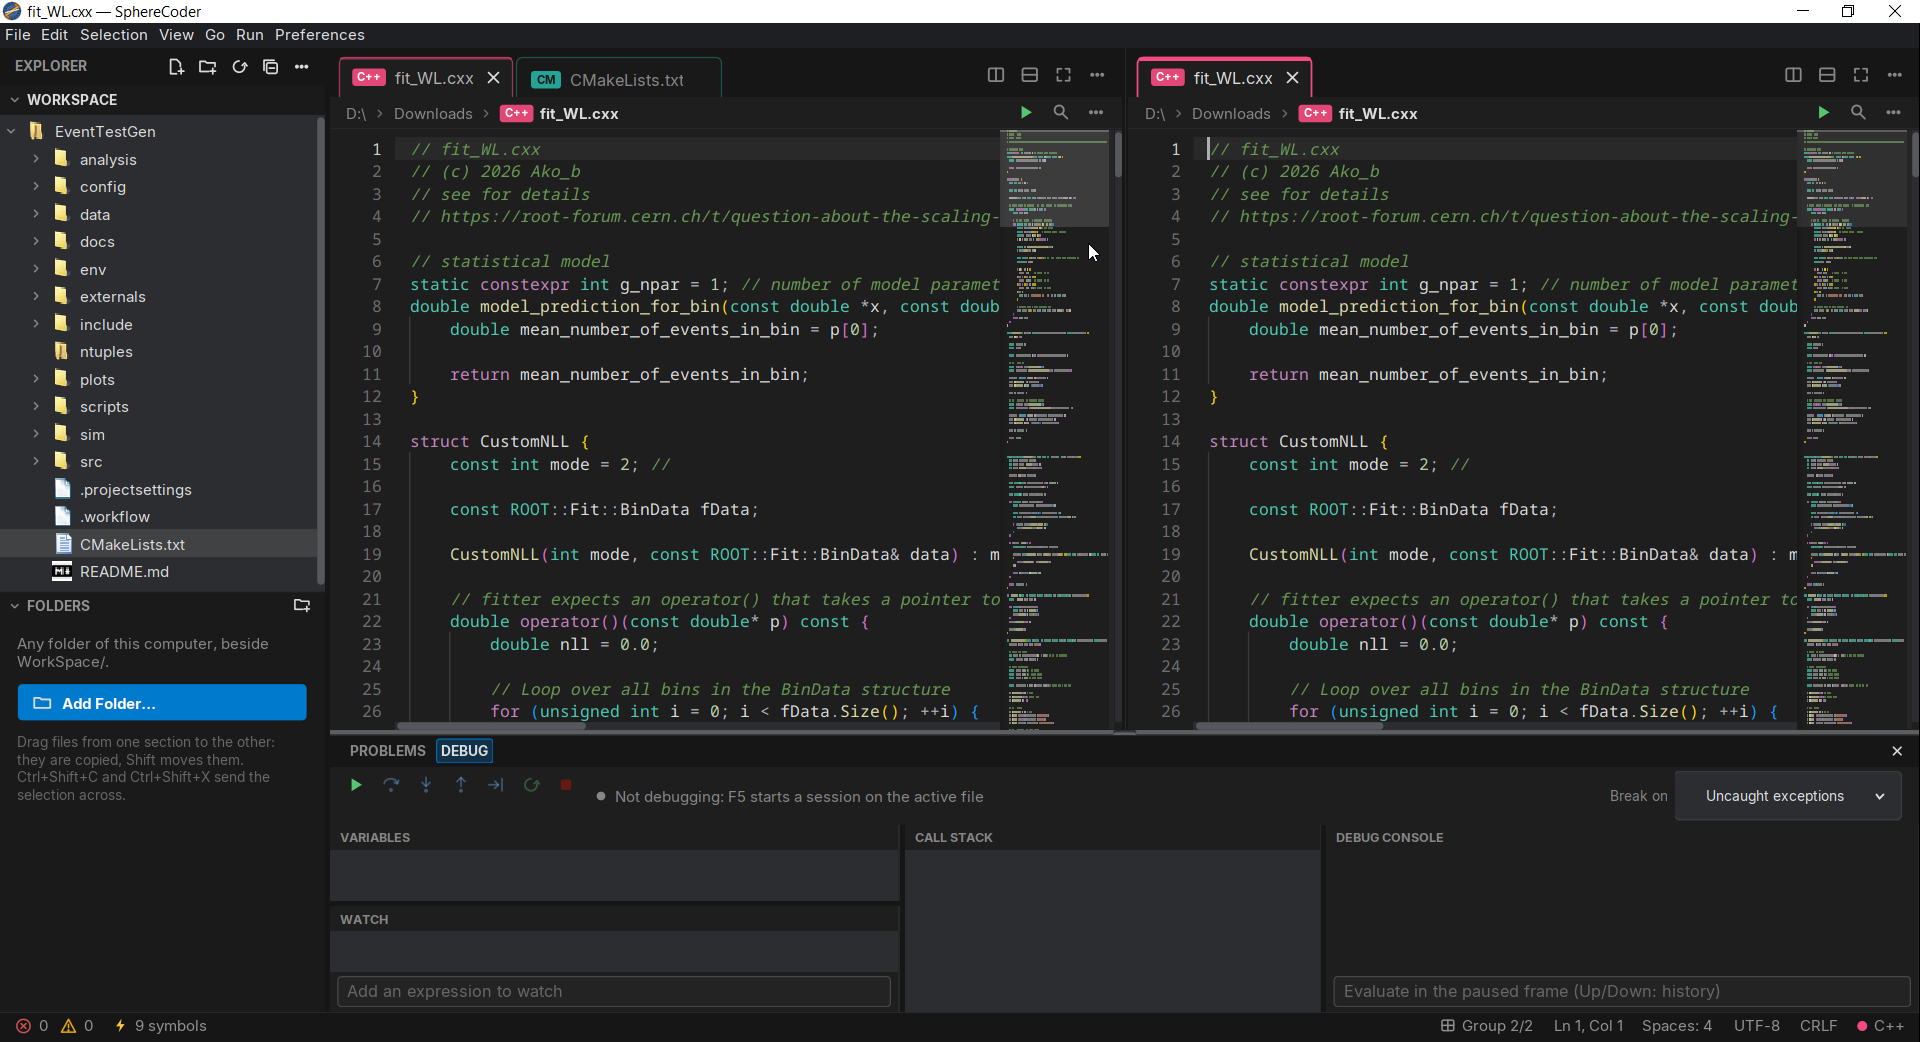 fit_WL.cxx — SphereCoder
File Edit Selection View Go Run Preferences
EXPLORER
WORKSPACE
EventTestGen
analysis
config
data
docs
env
externals
include
ntuples
plots
scripts
sim
src
.projectsettings
.workflow
CMakeLists.txt
README.md
FOLDERS
Any folder of this computer, beside
WorkSpace/.
Add Folder...
Drag files from one section to the other:
they are copied, Shift moves them.
Ctrl+Shift+C and Ctrl+Shift+X send the
selection across.
C++ fit_WL.cxx
CM CMakeLists.txt
D:\ > Downloads > C++ fit_WL.cxx
1 // fit_WL.cxx
2 // (c) 2026 Ako_b
3 // see for details
4 // https://root-forum.cern.ch/t/question-about-the-scaling-
5
6 // statistical model
7 static constexpr int g_npar = 1; // number of model paramet
8 double model_prediction_for_bin(const double *x, const doub
9 double mean_number_of_events_in_bin = p[0];
10
11 return mean_number_of_events_in_bin;
12 }
13
14 struct CustomNLL {
15 const int mode = 2; //
16
17 const ROOT::Fit::BinData fData;
18
19 CustomNLL(int mode, const ROOT::Fit::BinData& data) : m
20
21 // fitter expects an operator() that takes a pointer to
22 double operator()(const double* p) const {
23 double nll = 0.0;
24
25 // Loop over all bins in the BinData structure
26 for (unsigned int i = 0; i < fData.Size(); ++i) {
C++ fit_WL.cxx
D:\ > Downloads > C++ fit_WL.cxx
1 // fit_WL.cxx
2 // (c) 2026 Ako_b
3 // see for details
4 // https://root-forum.cern.ch/t/question-about-the-scaling-
5
6 // statistical model
7 static constexpr int g_npar = 1; // number of model paramet
8 double model_prediction_for_bin(const double *x, const doub
9 double mean_number_of_events_in_bin = p[0];
10
11 return mean_number_of_events_in_bin;
12 }
13
14 struct CustomNLL {
15 const int mode = 2; //
16
17 const ROOT::Fit::BinData fData;
18
19 CustomNLL(int mode, const ROOT::Fit::BinData& data) : m
20
21 // fitter expects an operator() that takes a pointer to
22 double operator()(const double* p) const {
23 double nll = 0.0;
24
25 // Loop over all bins in the BinData structure
26 for (unsigned int i = 0; i < fData.Size(); ++i) {
PROBLEMS DEBUG
Not debugging: F5 starts a session on the active file
Break on Uncaught exceptions
VARIABLES
WATCH
Add an expression to watch
CALL STACK
DEBUG CONSOLE
Evaluate in the paused frame (Up/Down: history)
0 0 9 symbols
Group 2/2 Ln 1, Col 1 Spaces: 4 UTF-8 CRLF C++